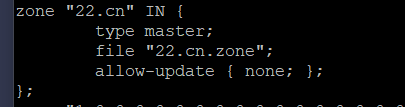 zone "22.cn" IN {
        type master;
        file "22.cn.zone";
        allow-update { none; };
};